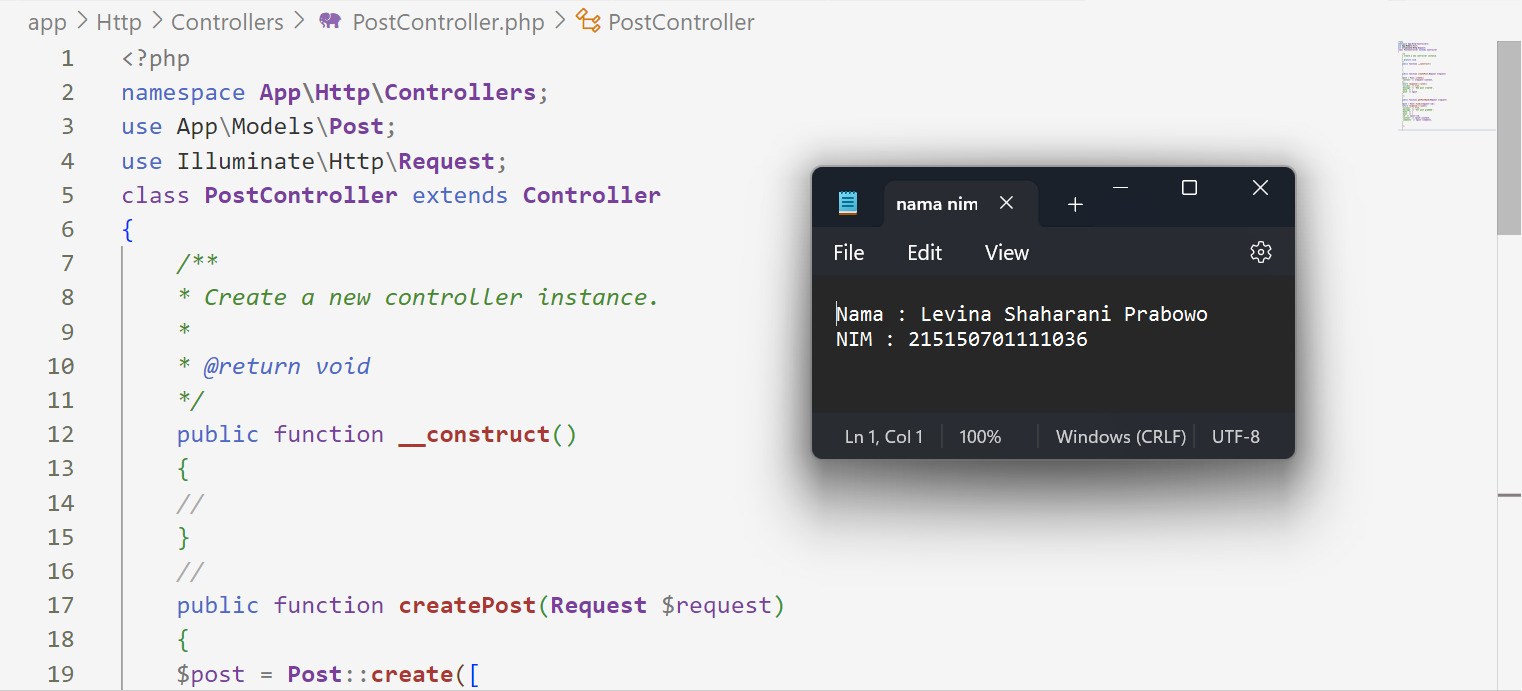 app > Http > Controllers > PostController.php > PostController
1 <?php
2 namespace App\Http\Controllers;
3 use App\Models\Post;
4 use Illuminate\Http\Request;
5 class PostController extends Controller
6 {
7 /**
8 * Create a new controller instance.
9 *
10 * @return void
11 */
12 public function __construct()
13 {
14 //
15 }
16 //
17 public function createPost(Request $request)
18 {
19 $post = Post::create([
nama nim
File Edit View
Nama : Levina Shaharani Prabowo
NIM : 215150701111036
Ln 1, Col 1 100% Windows (CRLF) UTF-8